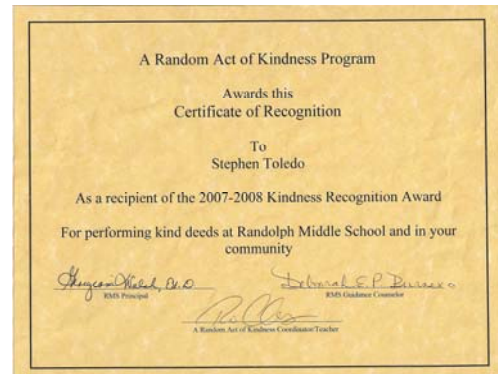 A Random Act of Kindness Program
Awards this
Certificate of Recognition
To
Stephen Toledo
As a recipient of the 2007-2008 Kindness Recognition Award
For performing kind deeds at Randolph Middle School and in your
community
Deborah E. P.
RMS Principal
RMS Guidance Counselor
A Random Act of Kindness Coordinator/Teacher